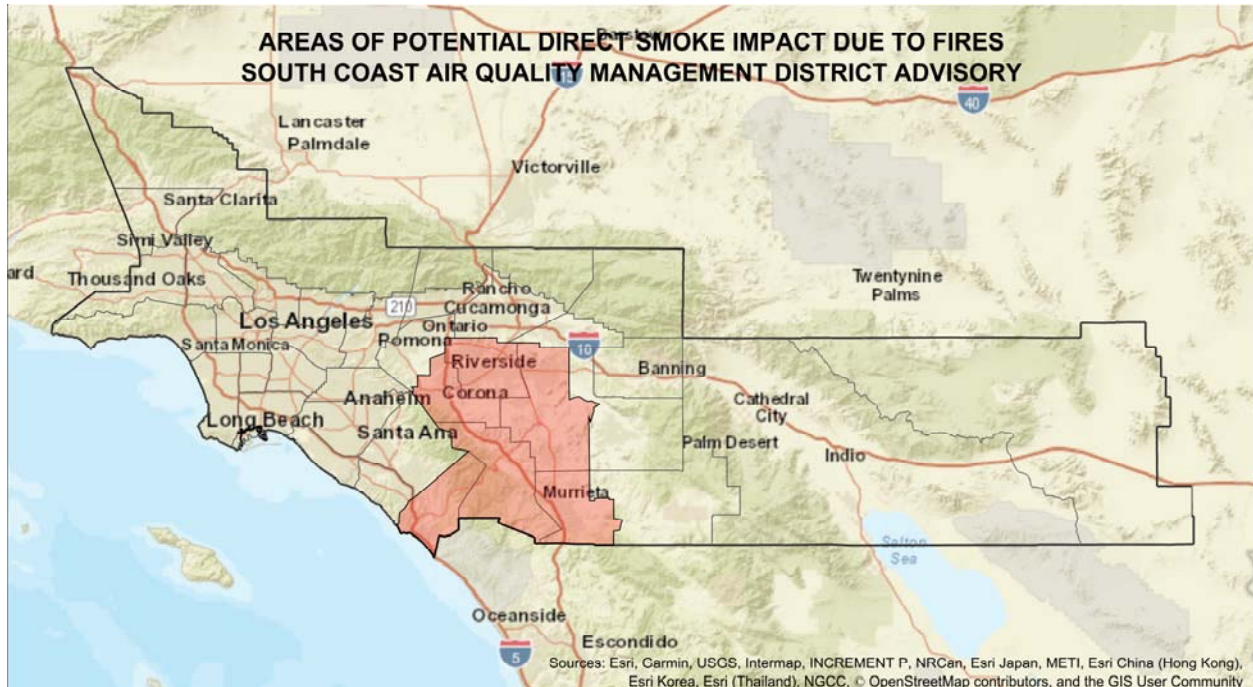 AREAS OF POTENTIAL DIRECT SMOKE IMPACT DUE TO FIRES
Barstow
SOUTH COAST AIR QUALITY MANAGEMENT DISTRICT ADVISORY
15
40
Lancaster
Palmdale
Victorville
Santa Clarita
Simi Valley
ard
Thousand Oaks
Twentynine
Palms
Rancho
Cucamonga
210
Los Angeles
Ontario
Pomona
Santa Monica
10
Riverside
Banning
Corona
Anaheim
Cathedral
City
Long Beach
Santa Ana
Palm Desert
Indio
Murrieta
Salton
Sea
Oceanside
Escondido
5
Sources: Esri, Garmin, USGS, Intermap, INCREMENT P, NRCan, Esri Japan, METI, Esri China (Hong Kong),
Esri Korea, Esri (Thailand), NGCC, © OpenStreetMap contributors, and the GIS User Community